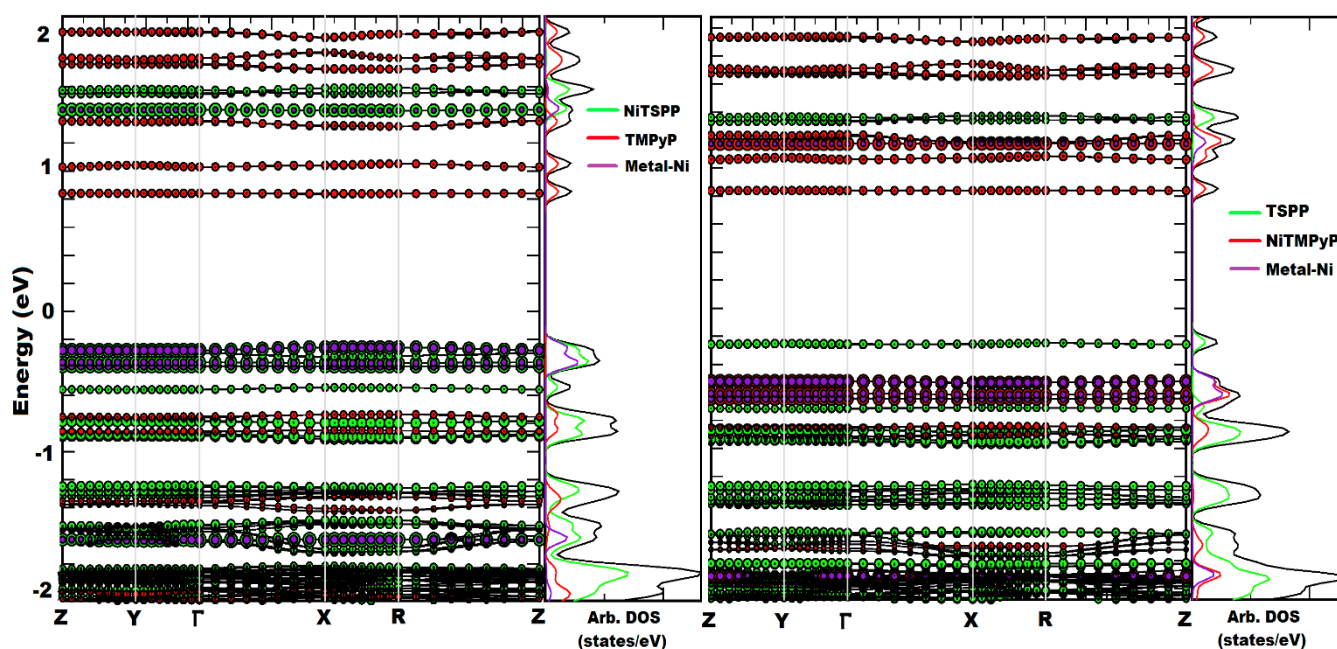 Energy (eV)
2
1
0
-1
-2
Z Y Γ X R Z
NiTSPP
TMPyP
Metal-Ni
Arb. DOS
(states/eV)
Z Y Γ X R Z
TSPP
NiTMPyP
Metal-Ni
Arb. DOS
(states/eV)